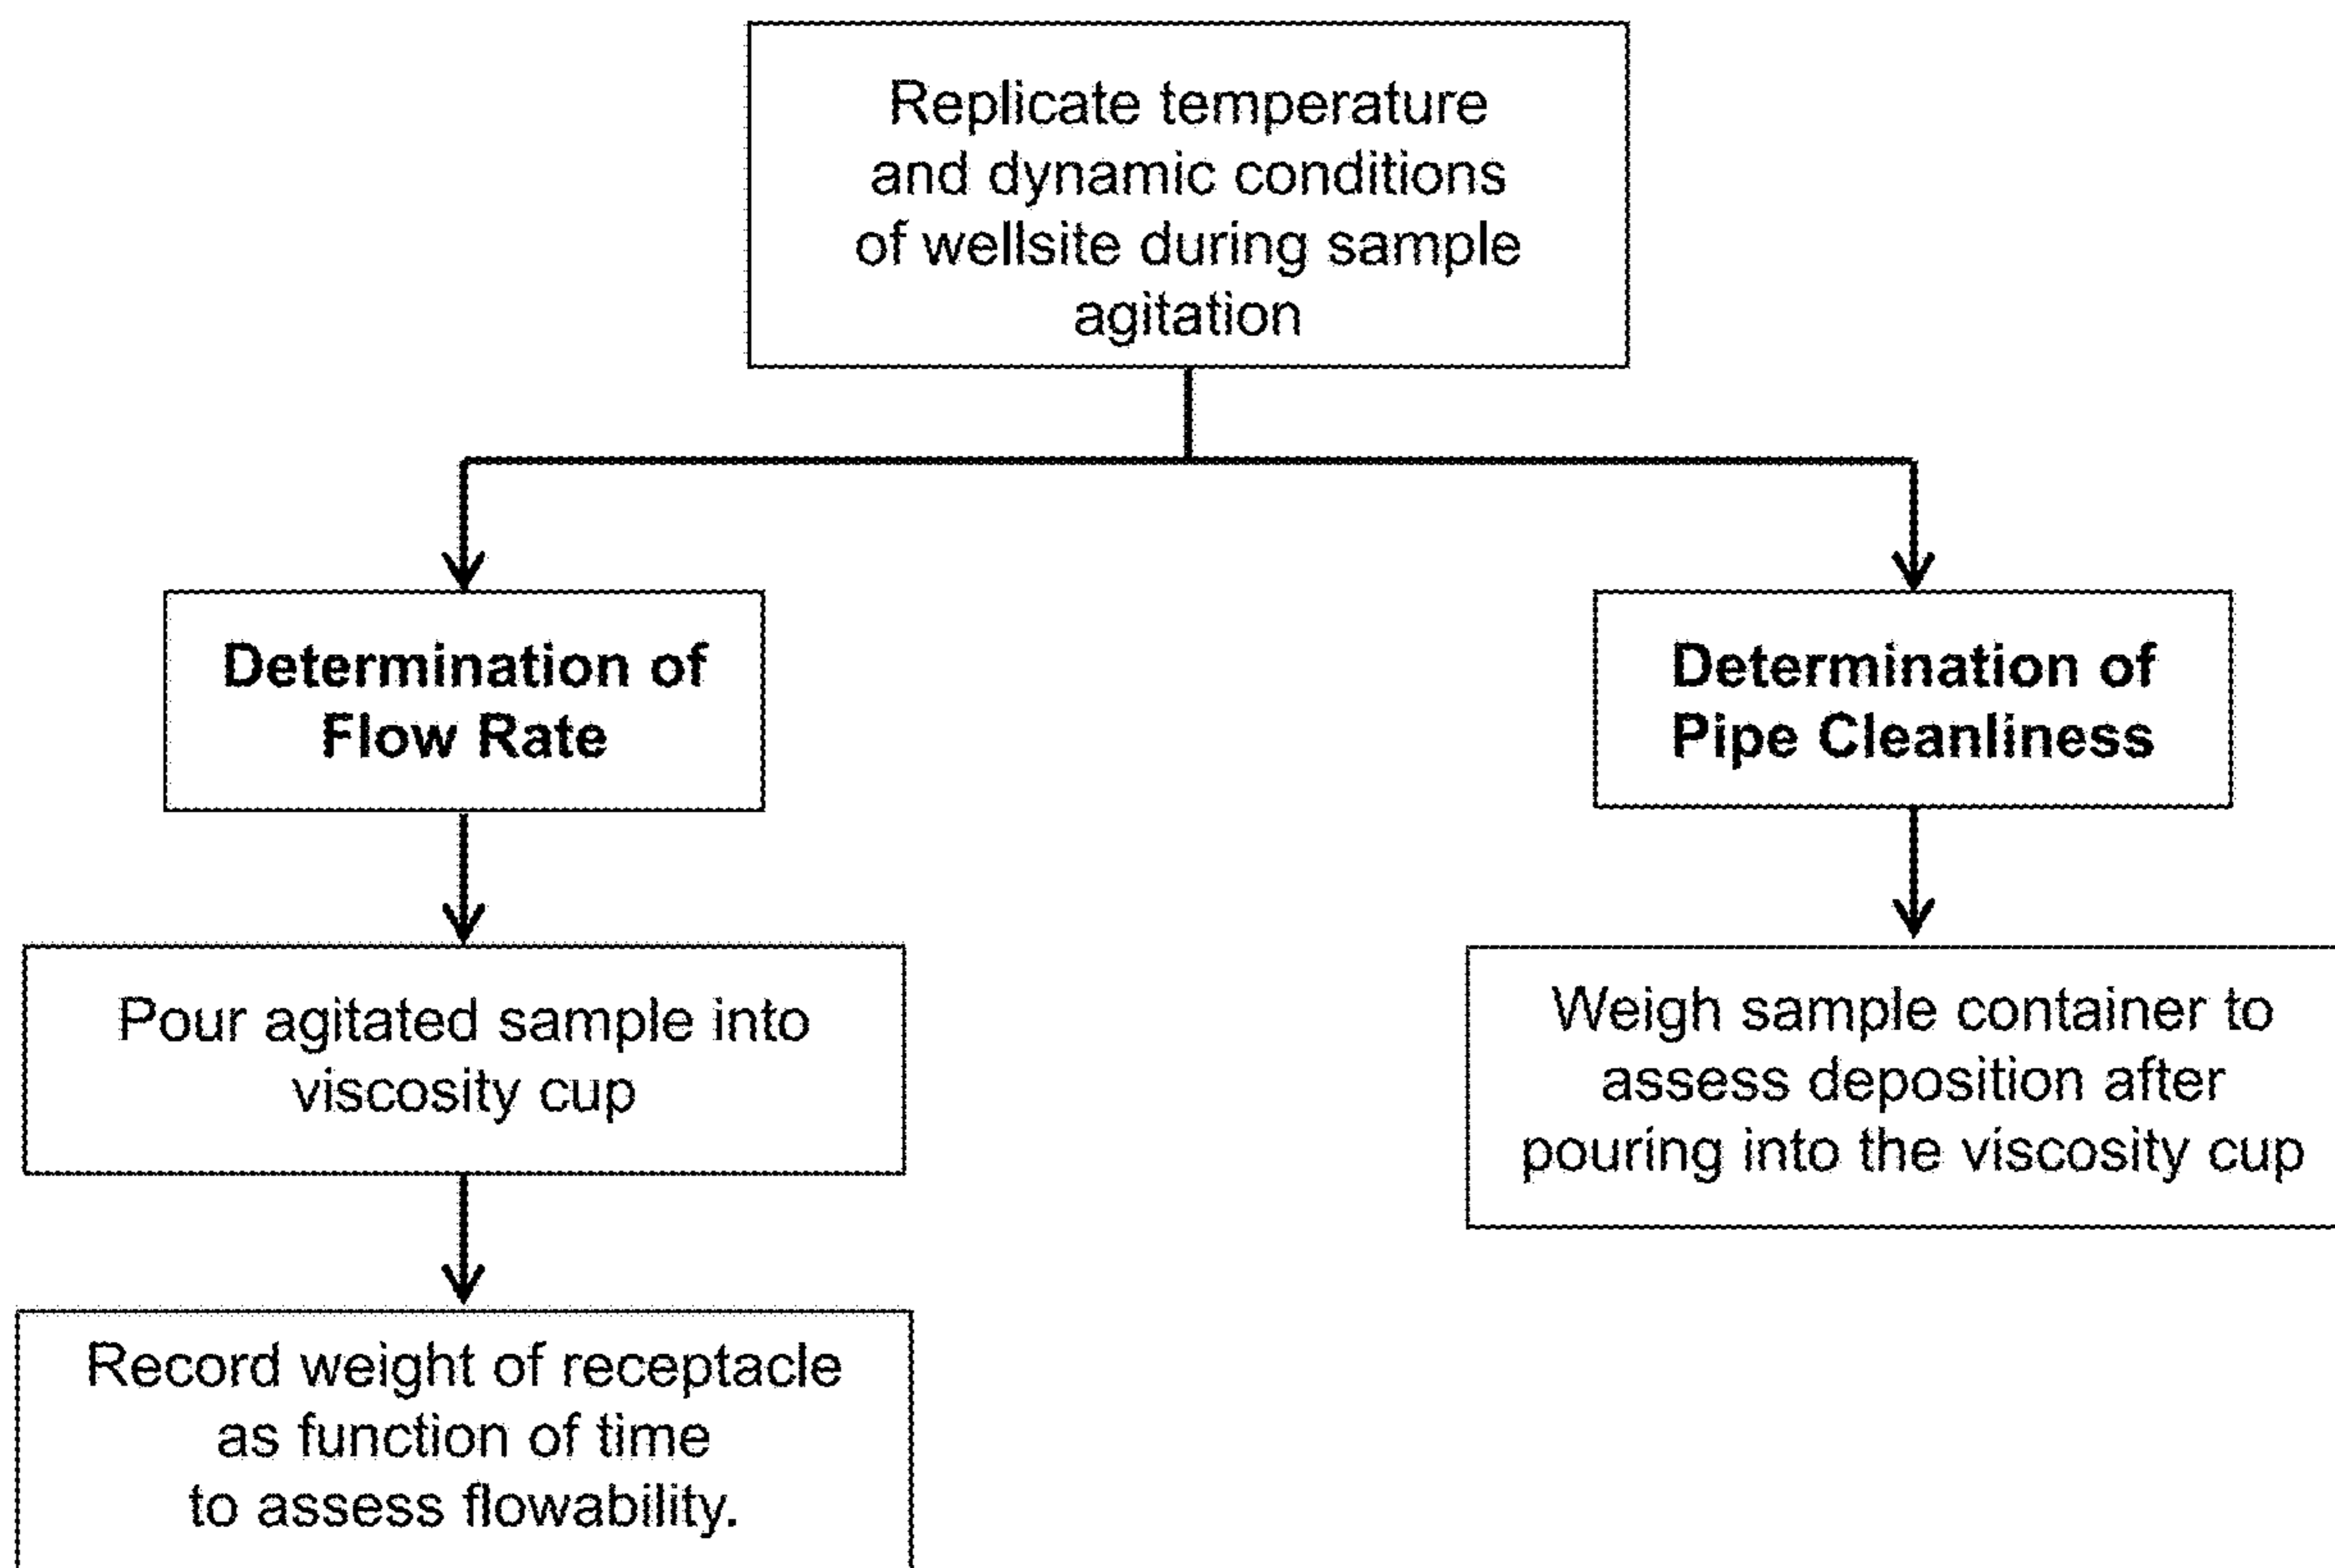 Replicate temperature
and dynamic conditions
of wellsite during sample
agitation
Determination of
Flow Rate
Determination of
Pipe Cleanliness
Pour agitated sample into
viscosity cup
Weigh sample container to
assess deposition after
pouring into the viscosity cup
Record weight of receptacle
as function of time
to assess flowability.